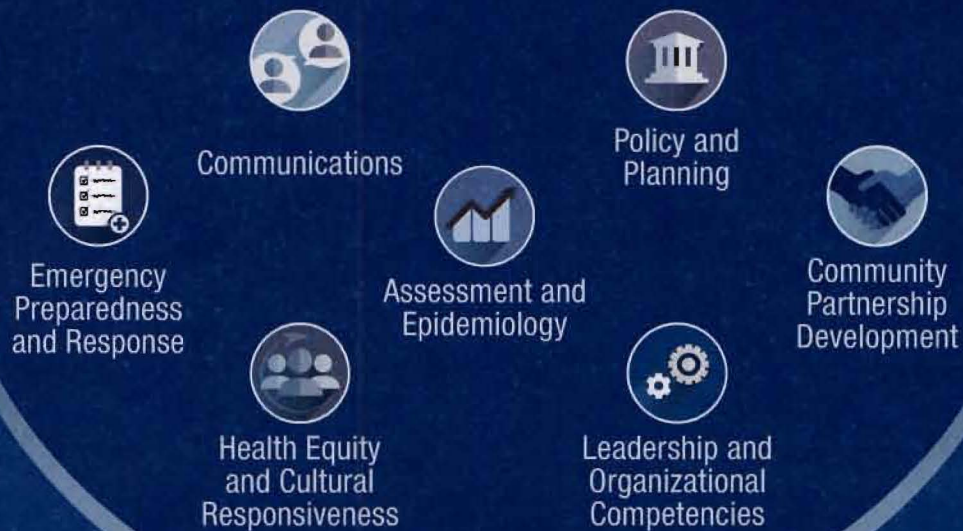 Communications
Policy and
Planning
Emergency
Preparedness
and Response
Assessment and
Epidemiology
Community
Partnership
Development
Health Equity
and Cultural
Responsiveness
Leadership and
Organizational
Competencies